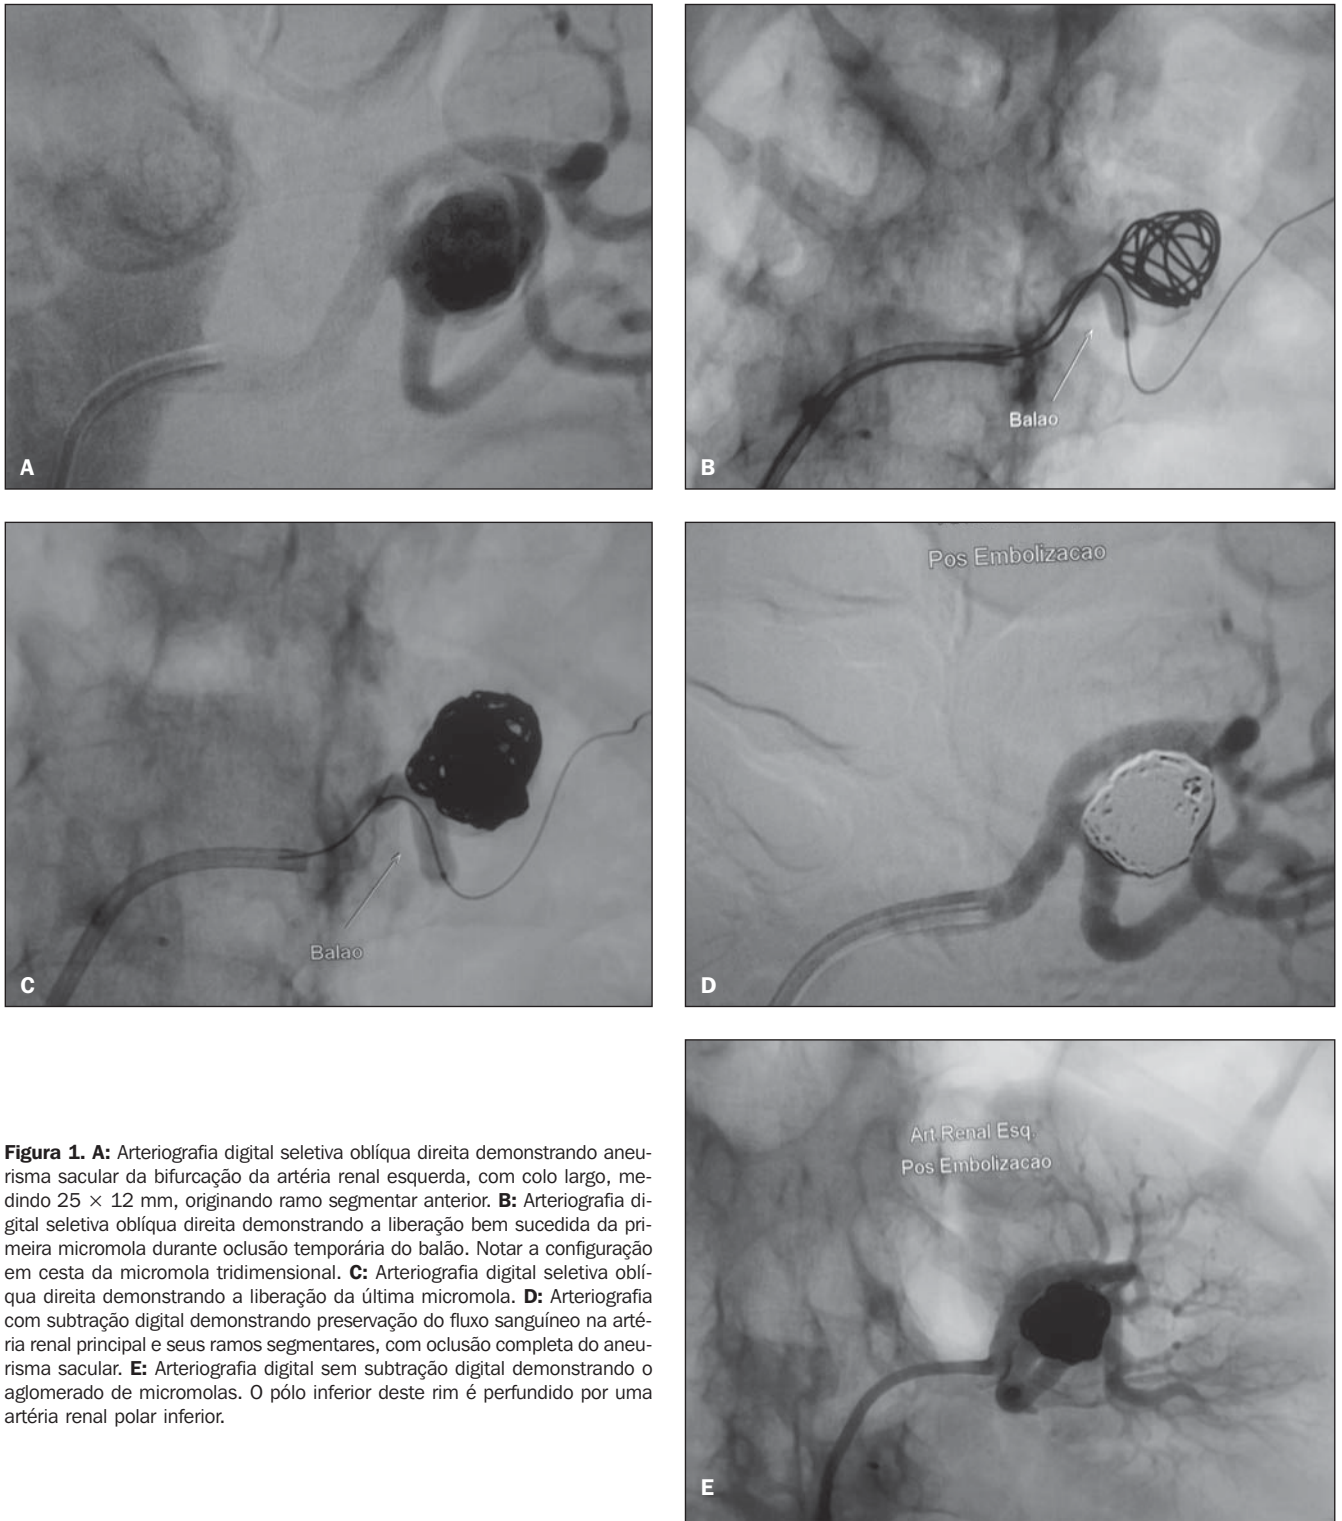 A
B
Balao
C
Balao
D
Pos Embolizacao
E
Art Renal Esq.
Pos Embolizacao
Figura 1. A: Arteriografia digital seletiva oblíqua direita demonstrando aneu-
risma sacular da bifurcação da artéria renal esquerda, com colo largo, me-
dindo 25 × 12 mm, originando ramo segmentar anterior. B: Arteriografia di-
gital seletiva oblíqua direita demonstrando a liberação bem sucedida da pri-
meira micromola durante oclusão temporária do balão. Notar a configuração
em cesta da micromola tridimensional. C: Arteriografia digital seletiva oblí-
qua direita demonstrando a liberação da última micromola. D: Arteriografia
com subtração digital demonstrando preservação do fluxo sanguíneo na arté-
ria renal principal e seus ramos segmentares, com oclusão completa do aneu-
risma sacular. E: Arteriografia digital sem subtração digital demonstrando o
aglomerado de micromolas. O pólo inferior deste rim é perfundido por uma
artéria renal polar inferior.